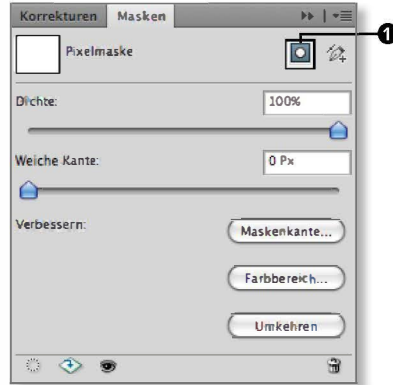 Korrekturen Masken
1
Pixelmaske
Dichte: 100%
Weiche Kante: 0 Px
Verbessern: Maskenkante...
Farbbereich...
Umkehren